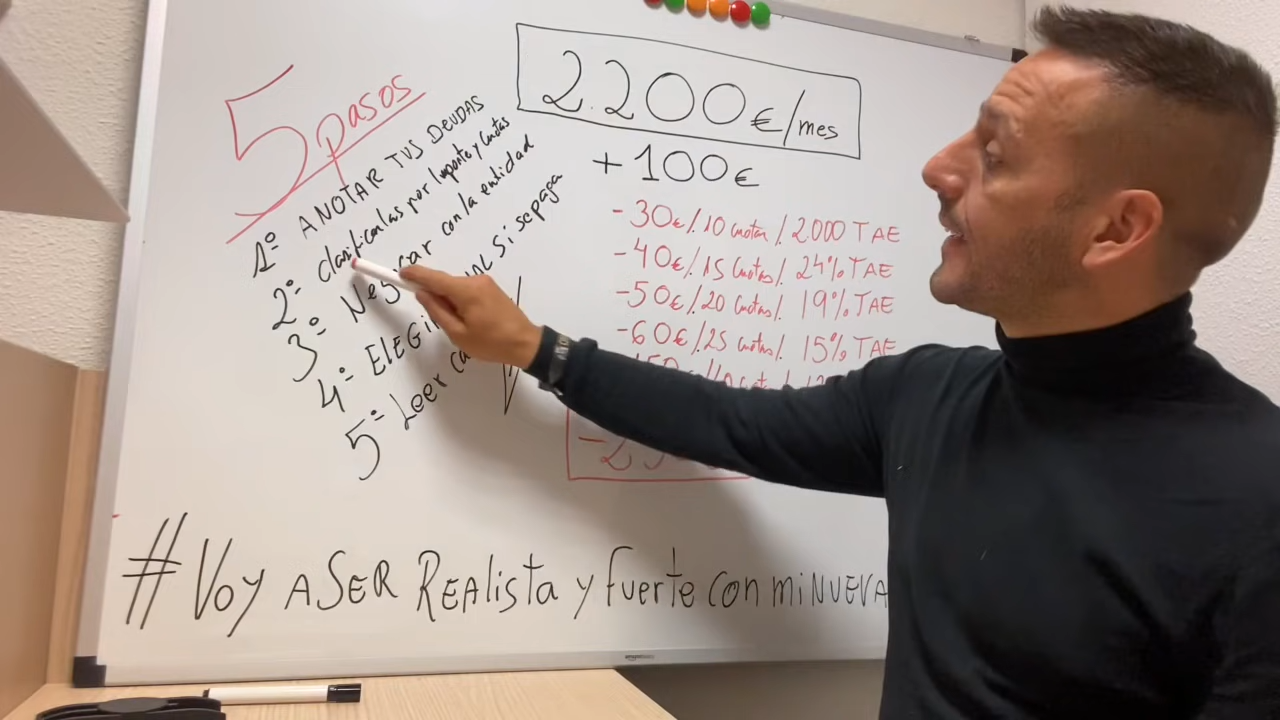 5 pasos
1º ANOTAR TUS DEUDAS
2º clasificarlas por Importe y cuotas
3º con la entidad
4º ELEGIR si se paga
5º Leer
2.200€/mes
+100€
-30€/10 cuotas/2.000 TAE
-40€/15 cuotas/24% TAE
-50€/20 cuotas/19% TAE
-60€/25 cuotas/15% TAE
# Voy A SER REAlista y fuerte con mi NUEVA